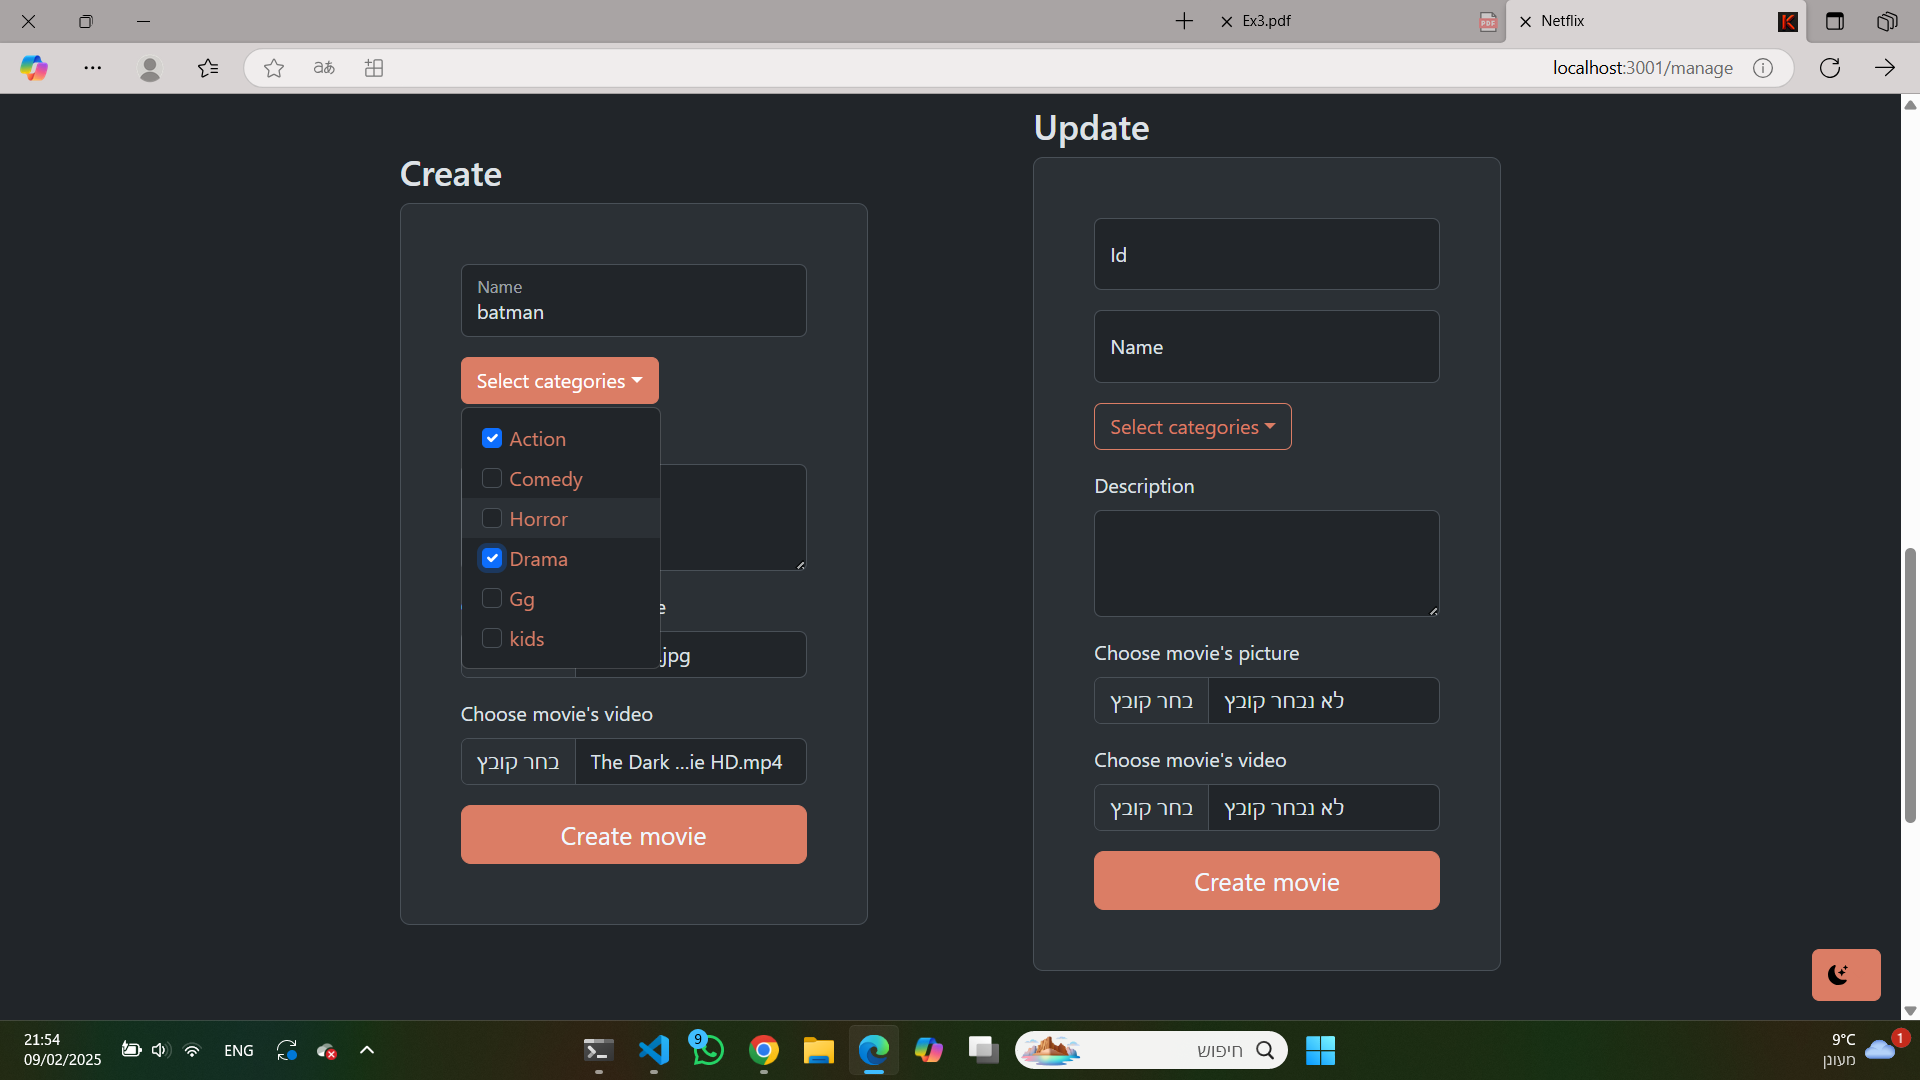 Ex3.pdf
Netflix
localhost:3001/manage
Create
Name
batman
Select categories
Action
Comedy
Horror
Drama
Gg
kids
e
.jpg
Choose movie's video
בחר קובץ
The Dark ...ie HD.mp4
Create movie
Update
Id
Name
Select categories
Description
Choose movie's picture
בחר קובץ
לא נבחר קובץ
Choose movie's video
בחר קובץ
לא נבחר קובץ
Create movie
21:54
09/02/2025
ENG
9
חיפוש
9°C
מעונן
1